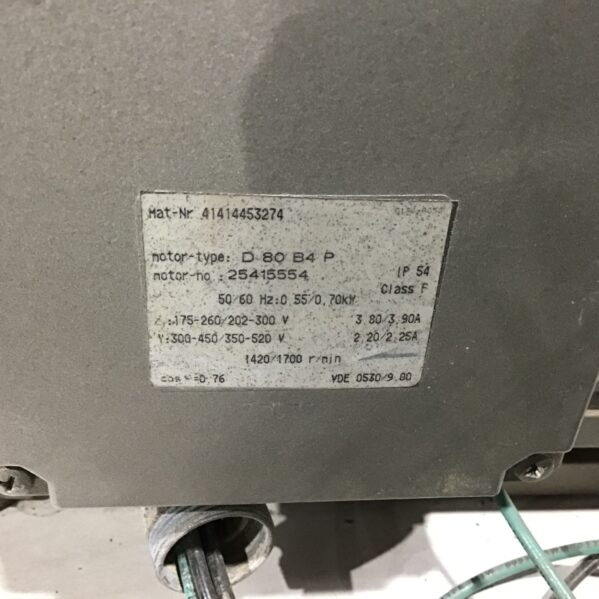 Mat-Nr 41414453274
motor-type: D 80 B4 P
motor-no : 25415554
IP 54
Class F
50/60 Hz:0.55/0.70kW
:175-260/202-300 V 3.80/3.90A
Y:300-450/350-520 V 2.20/2.25A
1420/1700 r/min
cos φ=0.76 VDE 0530/9.80